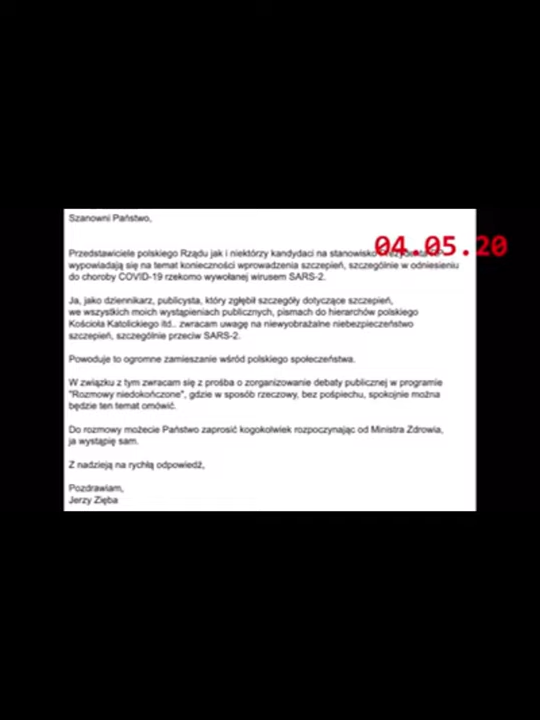 Szanowni Państwo,
04.05.20
Przedstawiciele polskiego Rządu jak i niektórzy kandydaci na stanowisko
wypowiadają się na temat konieczności wprowadzenia szczepień, szczególnie w odniesieniu
do choroby COVID-19 rzekomo wywołanej wirusem SARS-2.
Ja, jako dziennikarz, publicysta, który zgłębił szczegóły dotyczące szczepień,
we wszystkich moich wystąpieniach publicznych, pismach do hierarchów polskiego
Kościoła Katolickiego itd.. zwracam uwagę na niewyobrażalne niebezpieczeństwo
szczepień, szczególnie przeciw SARS-2.
Powoduje to ogromne zamieszanie wśród polskiego społeczeństwa.
W związku z tym zwracam się z prośba o zorganizowanie debaty publicznej w programie
"Rozmowy niedokończone", gdzie w sposób rzeczowy, bez pośpiechu, spokojnie można
będzie ten temat omówić.
Do rozmowy możecie Państwo zaprosić kogokolwiek rozpoczynając od Ministra Zdrowia,
ja wystąpię sam.
Z nadzieją na rychłą odpowiedź,
Pozdrawiam,
Jerzy Zięba